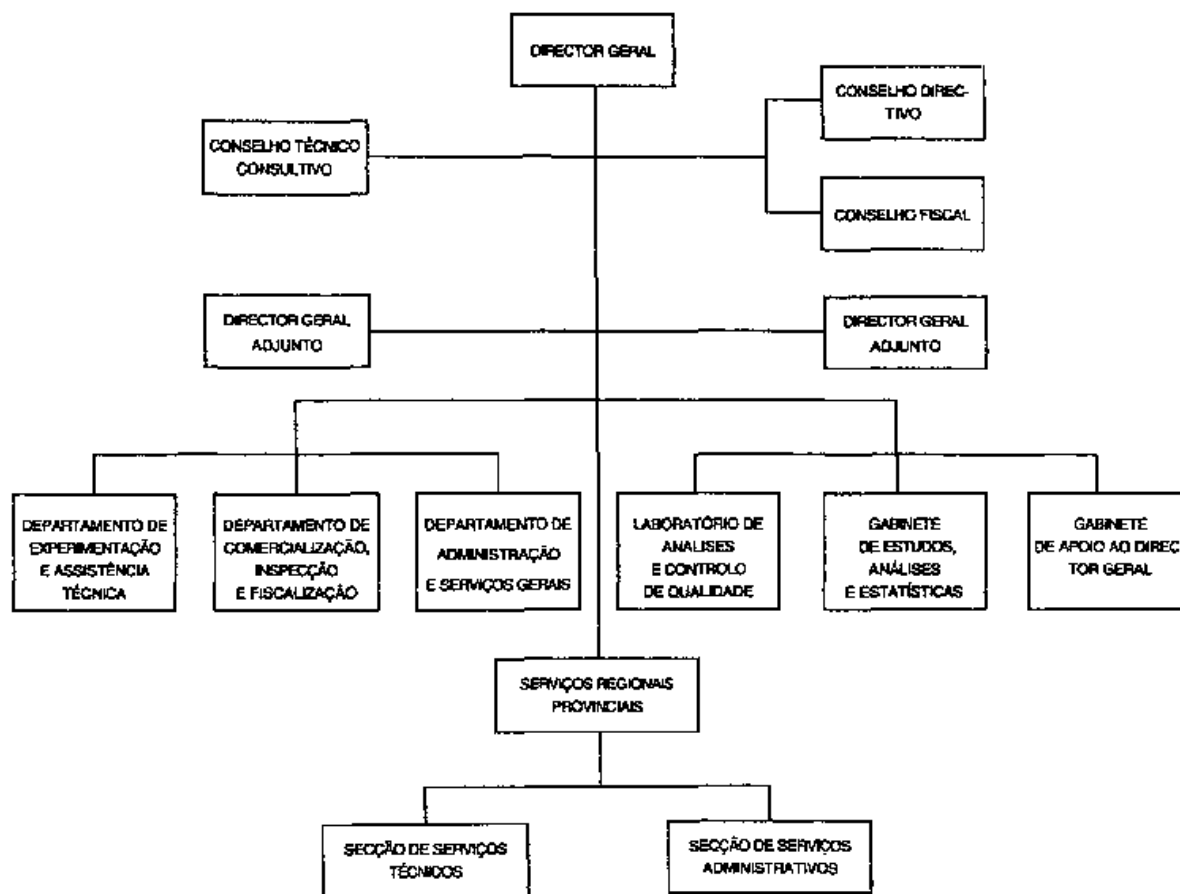 DIRECTOR GERAL
CONSELHO DIREC-
TIVO
CONSELHO TÉCNICO
CONSULTIVO
CONSELHO FISCAL
DIRECTOR GERAL
ADJUNTO
DIRECTOR GERAL
ADJUNTO
DEPARTAMENTO DE
EXPERIMENTAÇÃO
E ASSISTÊNCIA
TÉCNICA
DEPARTAMENTO DE
COMERCIALIZAÇÃO,
INSPECÇÃO
E FISCALIZAÇÃO
DEPARTAMENTO DE
ADMINISTRAÇÃO
E SERVIÇOS GERAIS
LABORATÓRIO DE
ANALISES
E CONTROLO
DE QUALIDADE
GABINETE
DE ESTUDOS,
ANÁLISES
E ESTATÍSTICAS
GABINETE
DE APOIO AO DIREC
TOR GERAL
SERVIÇOS REGIONAIS
PROVINCIAIS
SECÇÃO DE SERVIÇOS
TÉCNICOS
SECÇÃO DE SERVIÇOS
ADMINISTRATIVOS